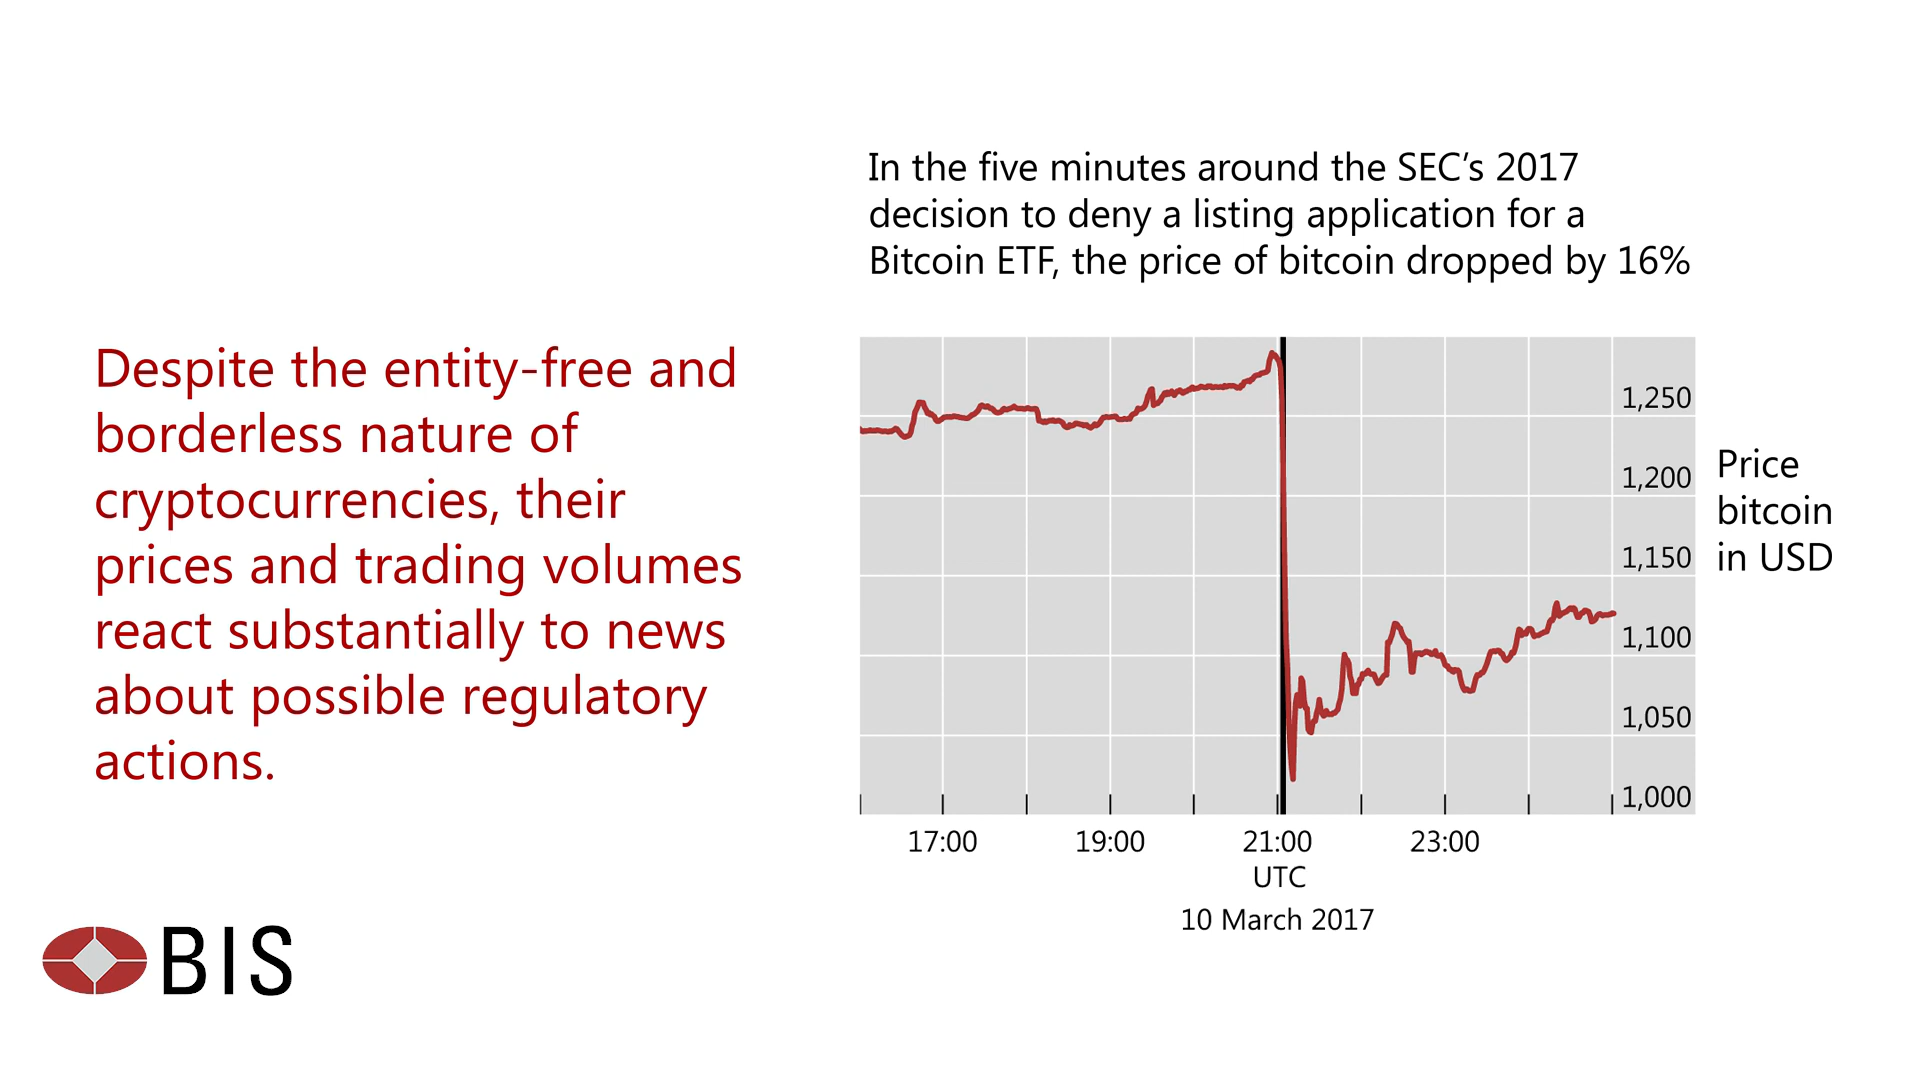 In the five minutes around the SEC’s 2017
decision to deny a listing application for a
Bitcoin ETF, the price of bitcoin dropped by 16%
Despite the entity-free and
borderless nature of
cryptocurrencies, their
prices and trading volumes
react substantially to news
about possible regulatory
actions.
1,250
1,200
1,150
1,100
1,050
1,000
Price
bitcoin
in USD
17:00 19:00 21:00 23:00
UTC
10 March 2017
BIS